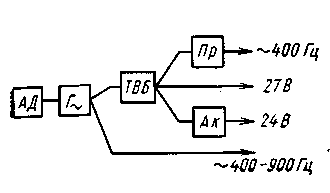 Пр
~400 Гц
ТВБ
27 В
АД
Г~
Ак
24 В
~400-900 Гц